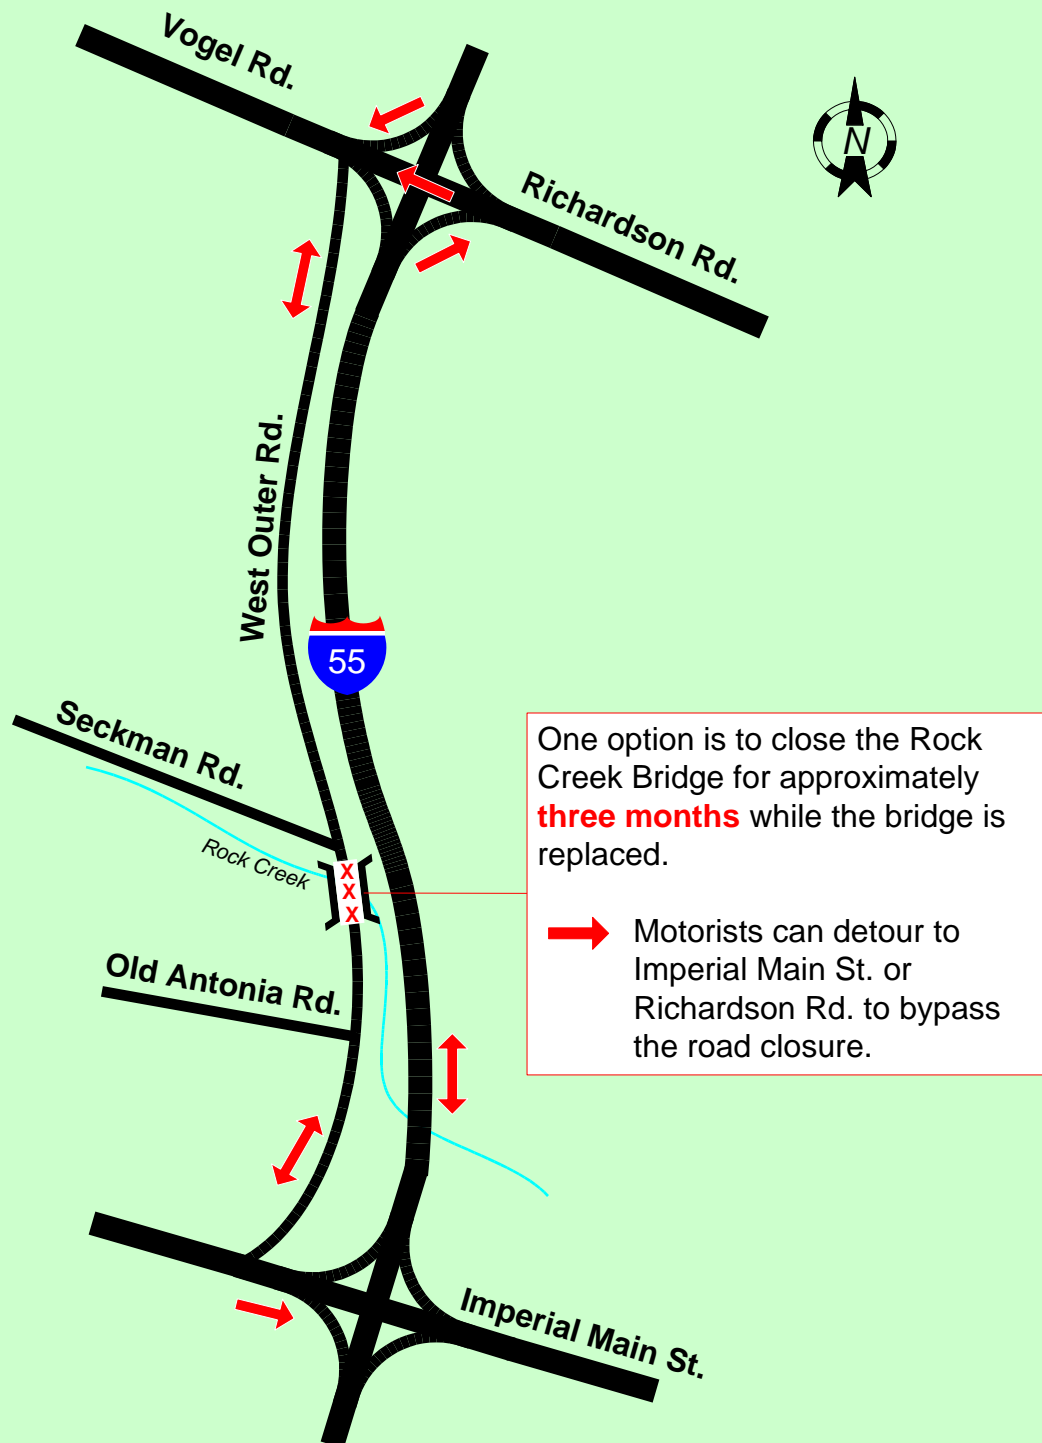 Vogel Rd.
N
Richardson Rd.
West Outer Rd.
55
Seckman Rd.
One option is to close the Rock
Creek Bridge for approximately
three months while the bridge is
replaced.
Rock Creek
X
X
X
Motorists can detour to
Imperial Main St. or
Richardson Rd. to bypass
the road closure.
Old Antonia Rd.
Imperial Main St.